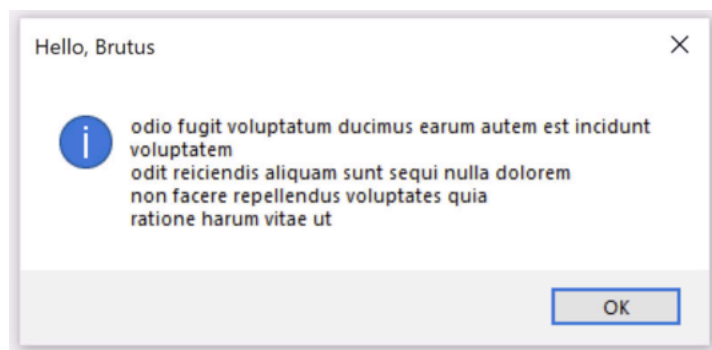 Hello, Brutus
odio fugit voluptatum ducimus earum autem est incidunt
voluptatem
odit reiciendis aliquam sunt sequi nulla dolorem
non facere repellendus voluptates quia
ratione harum vitae ut
OK